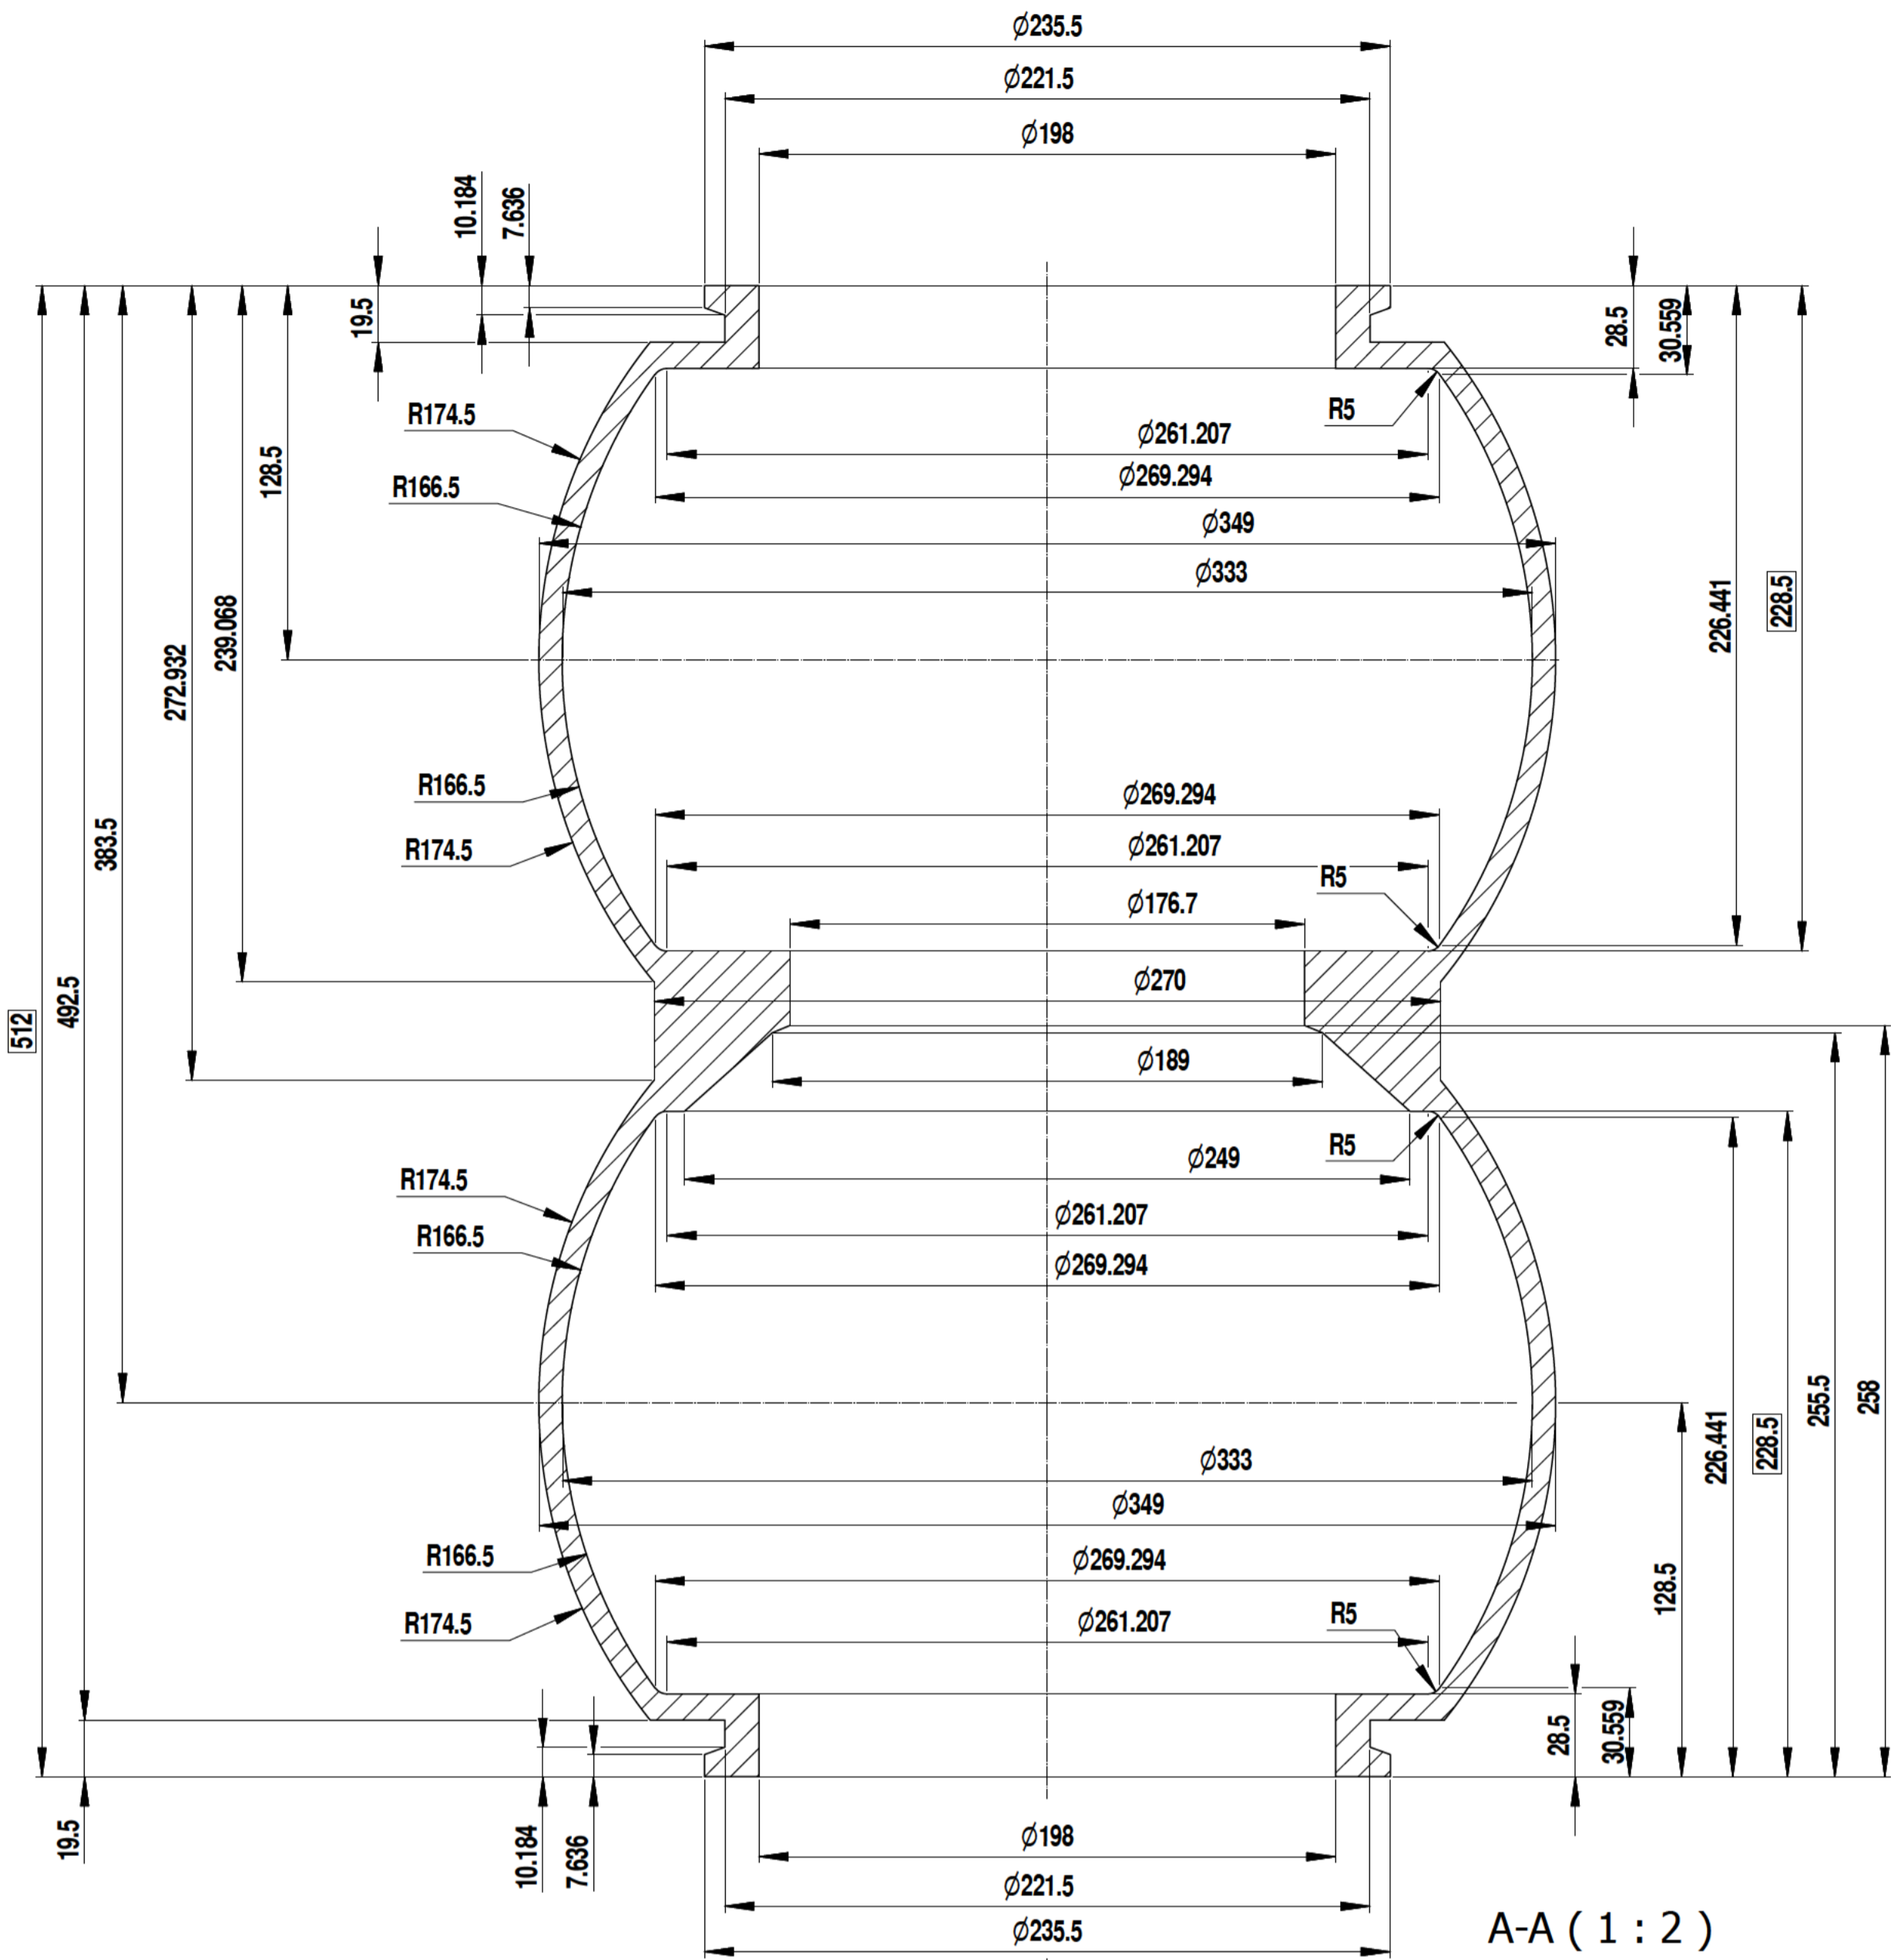 Ø235.5
Ø221.5
Ø198
10.184
7.636
19.5
28.5
30.559
R174.5
R5
Ø261.207
128.5
Ø269.294
R166.5
Ø349
Ø333
228.5
226.441
239.068
272.932
R166.5
Ø269.294
383.5
R174.5
Ø261.207
R5
Ø176.7
Ø270
492.5
512
Ø189
R5
Ø249
R174.5
Ø261.207
R166.5
Ø269.294
258
255.5
228.5
226.441
Ø333
Ø349
R166.5
Ø269.294
128.5
R174.5
Ø261.207
R5
28.5
30.559
19.5
10.184
7.636
Ø198
Ø221.5
Ø235.5
A-A ( 1 : 2 )